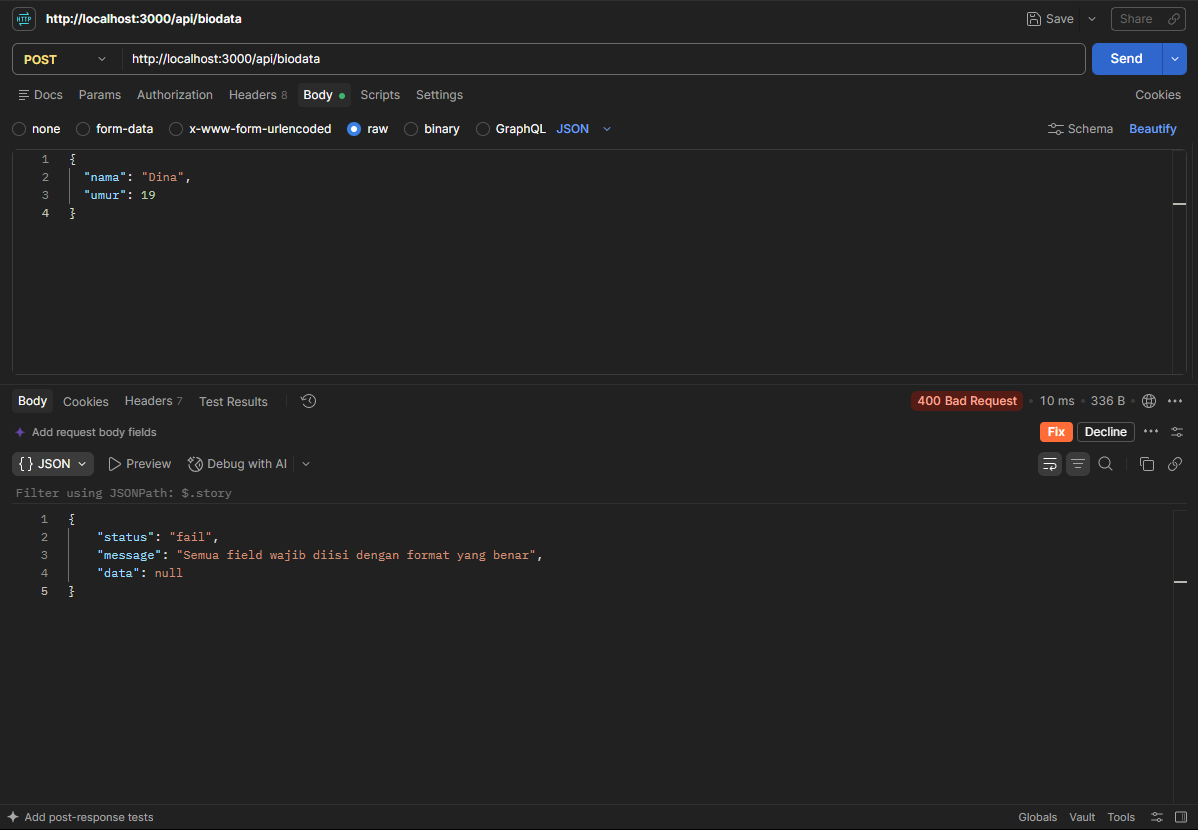 HTTP http://localhost:3000/api/biodata Save Share
POST http://localhost:3000/api/biodata Send
Docs Params Authorization Headers 8 Body Scripts Settings Cookies
none form-data x-www-form-urlencoded raw binary GraphQL JSON Schema Beautify
1 {
2 "nama": "Dina",
3 "umur": 19
4 }
Body Cookies Headers 7 Test Results 400 Bad Request • 10 ms • 336 B •
Add request body fields Fix Decline
{} JSON Preview Debug with AI
Filter using JSONPath: $.story
1 {
2 "status": "fail",
3 "message": "Semua field wajib diisi dengan format yang benar",
4 "data": null
5 }
Add post-response tests Globals Vault Tools